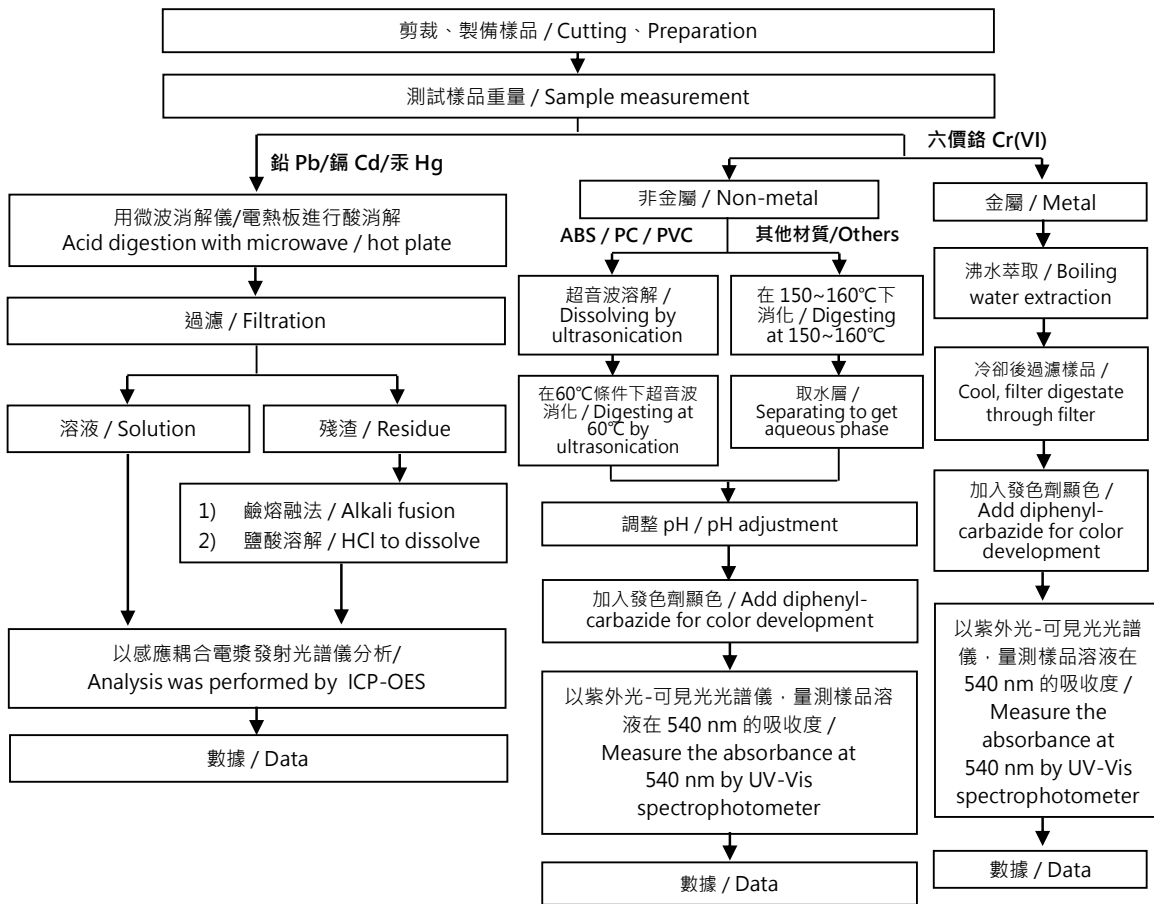 剪裁、製備樣品 / Cutting、Preparation
測試樣品重量 / Sample measurement
鉛 Pb/鎘 Cd/汞 Hg
六價鉻 Cr(VI)
用微波消解儀/電熱板進行酸消解
Acid digestion with microwave / hot plate
過濾 / Filtration
溶液 / Solution
殘渣 / Residue
1) 鹼熔融法 / Alkali fusion
2) 鹽酸溶解 / HCl to dissolve
以感應耦合電漿發射光譜儀分析/
Analysis was performed by ICP-OES
數據 / Data
非金屬 / Non-metal
ABS / PC / PVC
其他材質/Others
超音波溶解 /
Dissolving by
ultrasonication
在 150~160℃下
消化 / Digesting
at 150~160℃
在60℃條件下超音波
消化 / Digesting at
60℃ by
ultrasonication
取水層 /
Separating to get
aqueous phase
調整 pH / pH adjustment
加入發色劑顯色 / Add diphenyl-
carbazide for color development
以紫外光-可見光光譜儀，量測樣品溶
液在 540 nm 的吸收度 /
Measure the absorbance at
540 nm by UV-Vis
spectrophotometer
數據 / Data
金屬 / Metal
沸水萃取 / Boiling
water extraction
冷卻後過濾樣品 /
Cool, filter digestate
through filter
加入發色劑顯色 /
Add diphenyl-
carbazide for color
development
以紫外光-可見光光譜
儀，量測樣品溶液在
540 nm 的吸收度 /
Measure the
absorbance at
540 nm by UV-Vis
spectrophotometer
數據 / Data